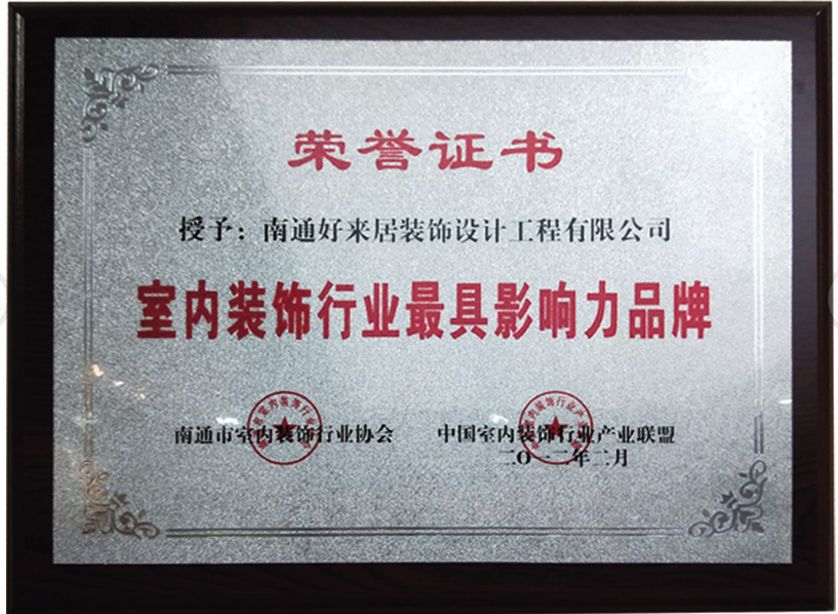 荣誉证书
授予：南通好来居装饰设计工程有限公司
室内装饰行业最具影响力品牌
南通市室内装饰行业协会 中国室内装饰行业产业联盟
二〇一二年二月